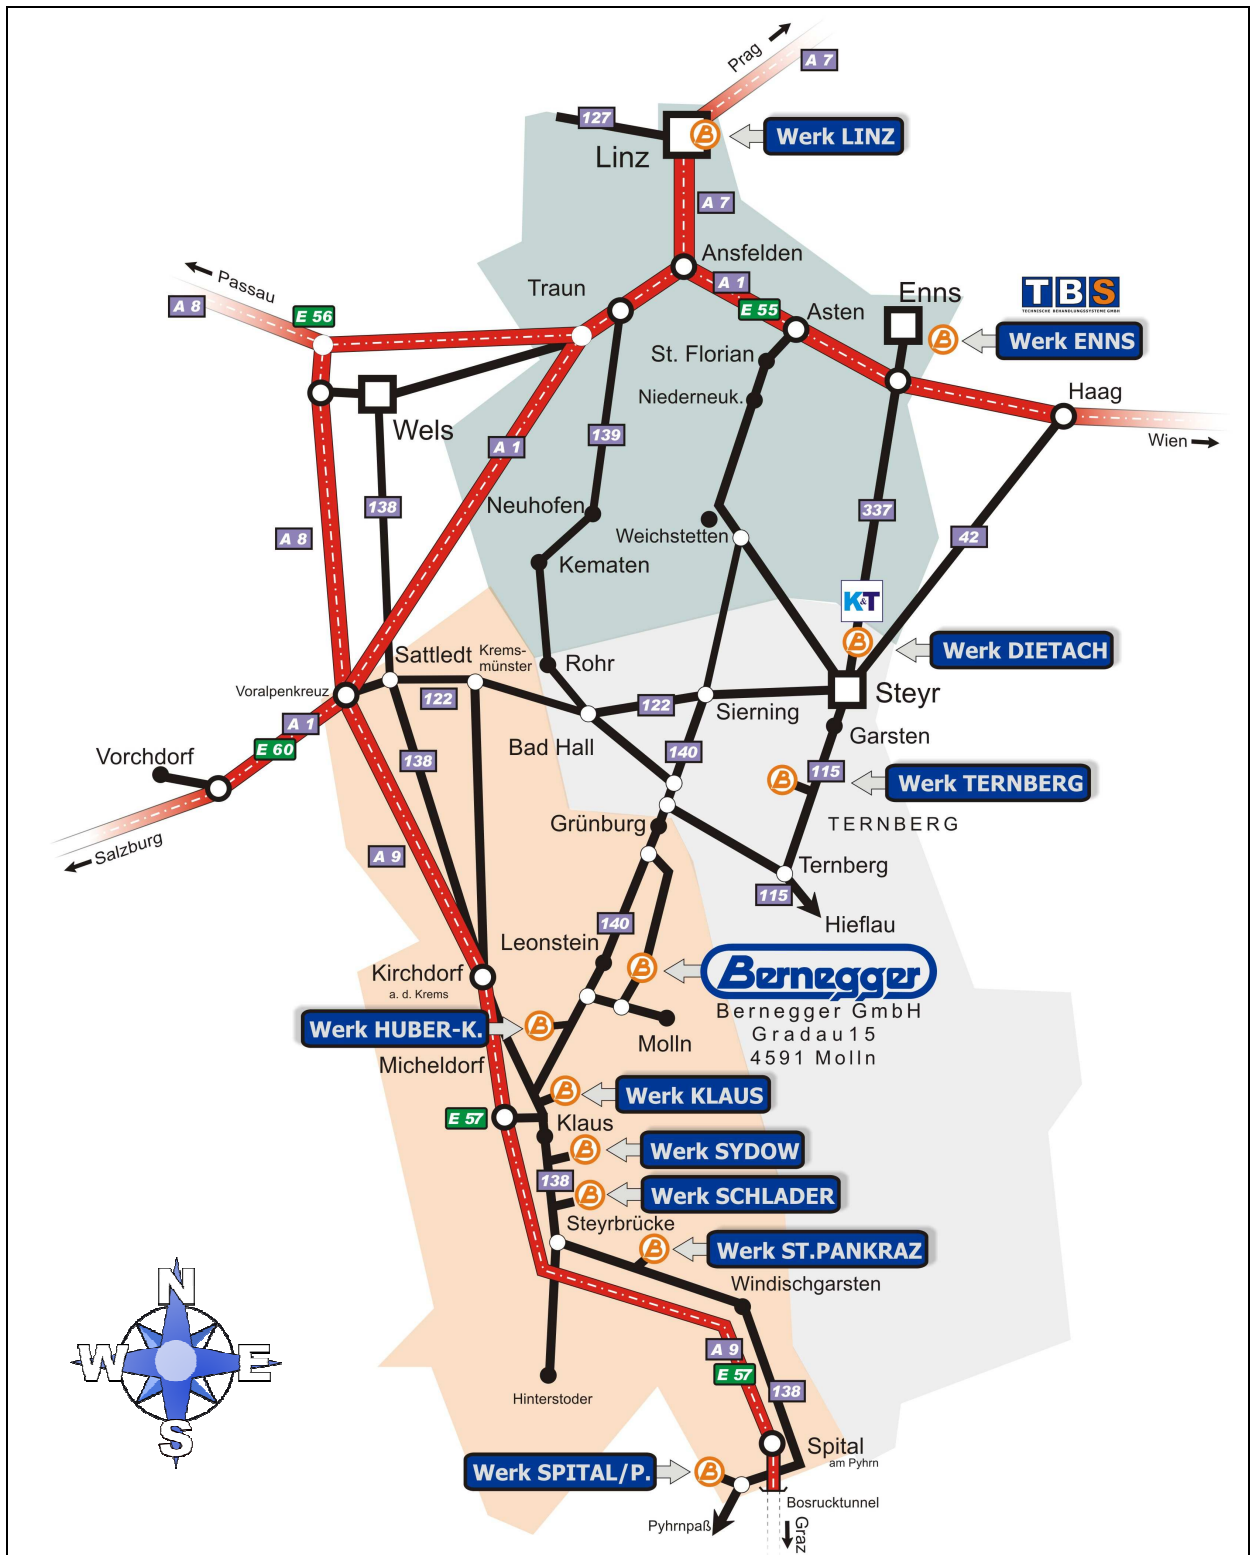 Prag
A 7
127
Werk LINZ
Linz
A 7
Ansfelden
Passau
A 8
E 56
Traun
A 1
E 55
Asten
Enns
TBS
TECHNISCHE BEHANDLUNGSSYSTEME GMBH
Werk ENNS
St. Florian
Niederneuk.
Haag
Wien
Wels
A 1
139
138
Neuhofen
337
A 8
Weichstetten
42
Kematen
K&T
Werk DIETACH
Sattledt
Krems-
münster
Rohr
Voralpenkreuz
122
122
Steyr
Sierning
A 1
E 60
Bad Hall
Garsten
Vorchdorf
138
140
115
Werk TERNBERG
Salzburg
Grünburg
TERNBERG
A 9
Ternberg
115
Hieflau
140
Leonstein
Kirchdorf
a. d. Krems
Bernegger
Bernegger GmbH
Gradau15
4591 Molln
Werk HUBER-K.
Molln
Micheldorf
Werk KLAUS
E 57
Klaus
Werk SYDOW
138
Werk SCHLADER
Steyrbrücke
Werk ST.PANKRAZ
Windischgarsten
N
W
E
S
A 9
E 57
138
Hinterstoder
Spital
am Pyhrn
Werk SPITAL/P.
Bosrucktunnel
Pyhrnpaß
Graz